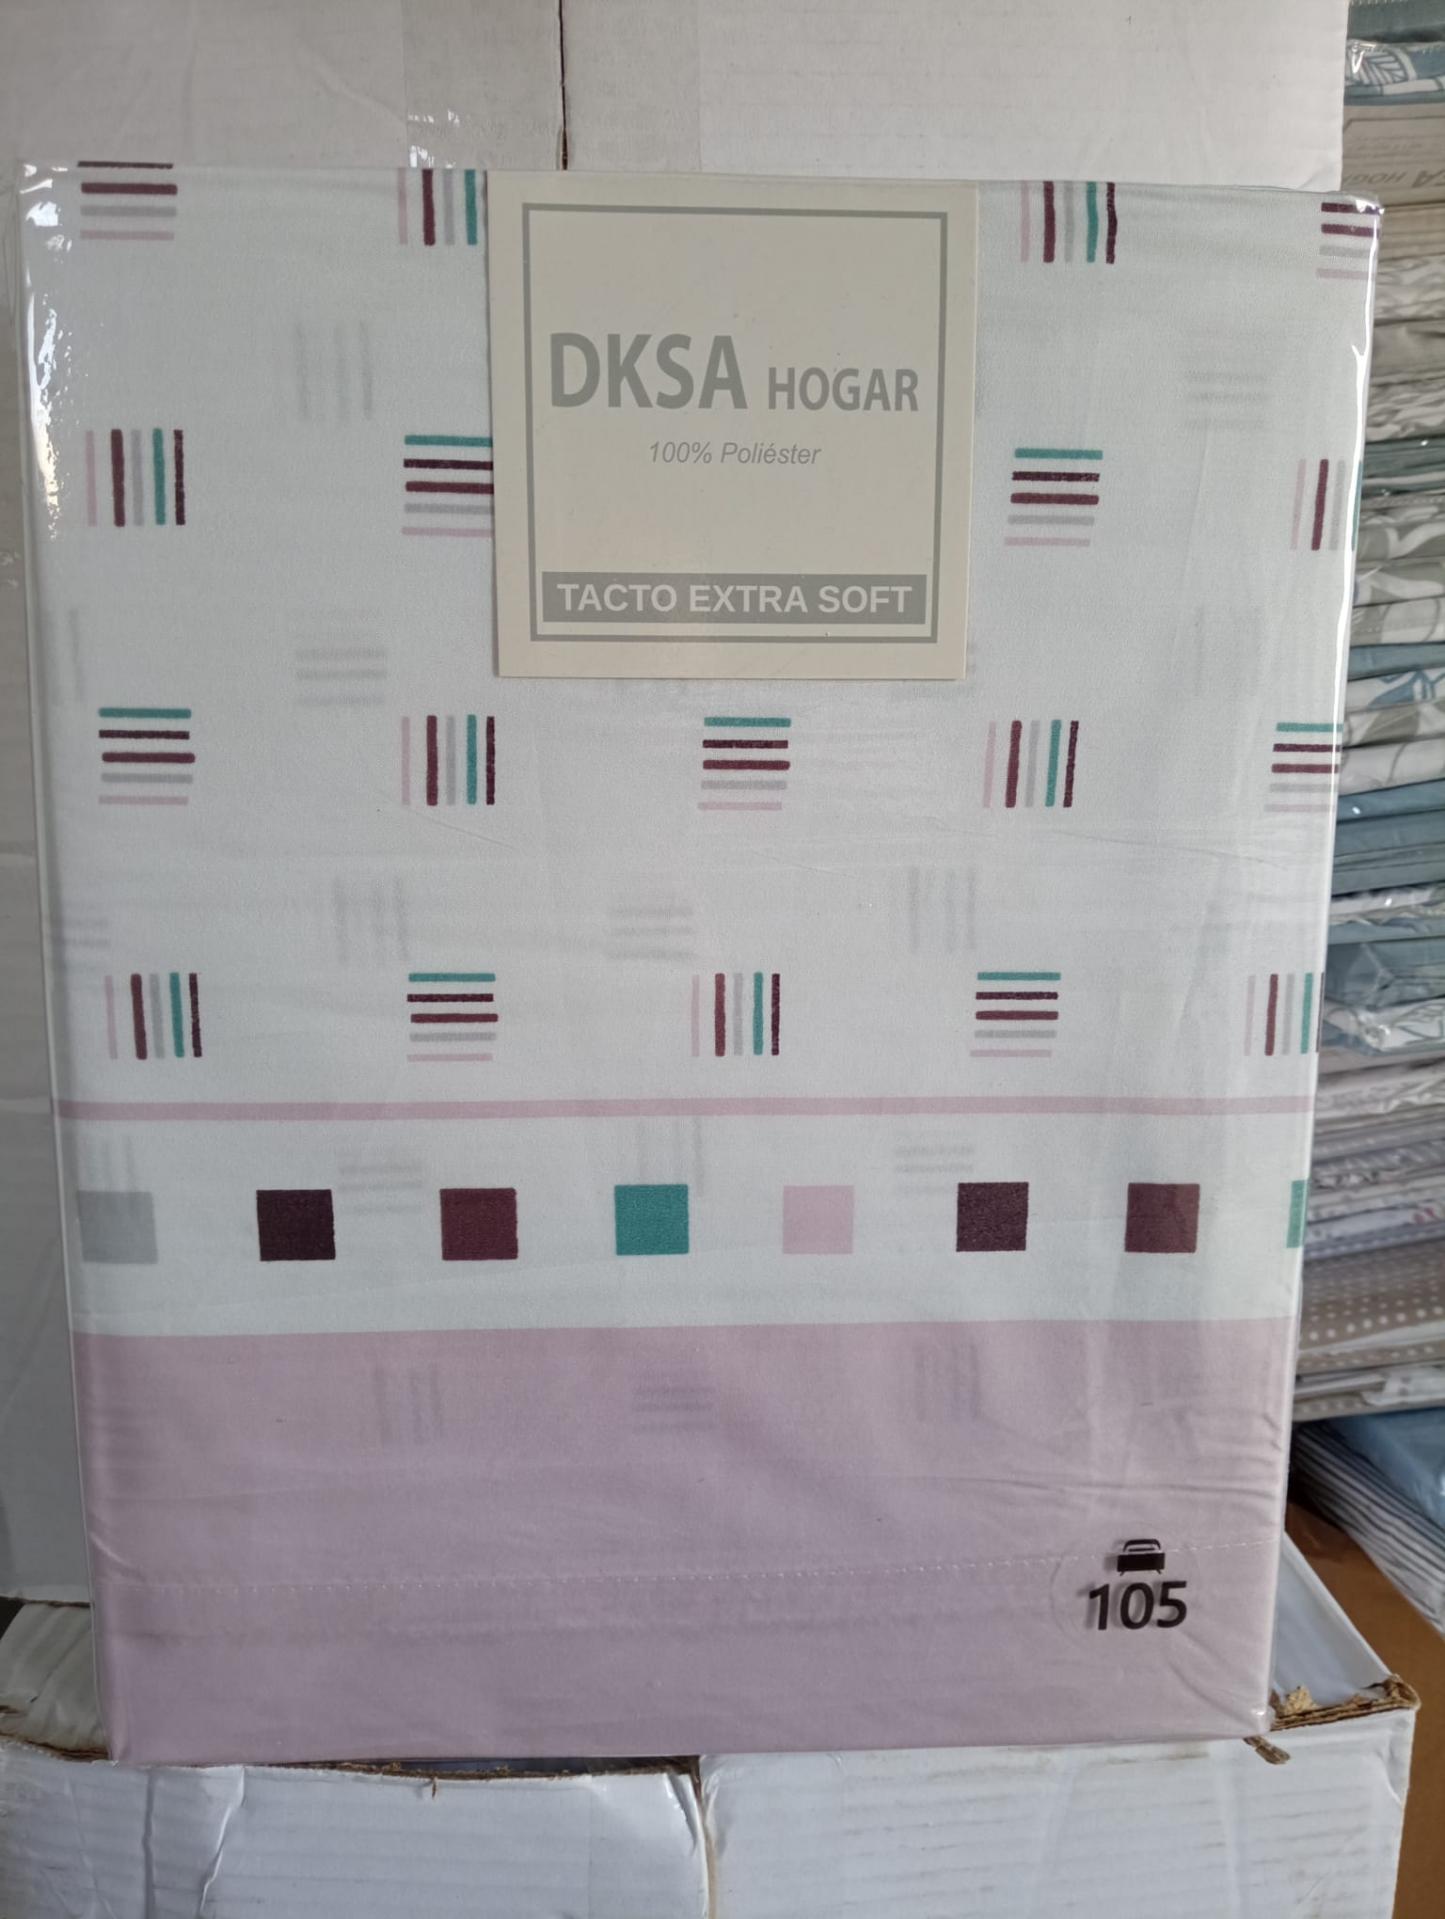 DKSA HOGAR
100% Poliéster
TACTO EXTRA SOFT
105